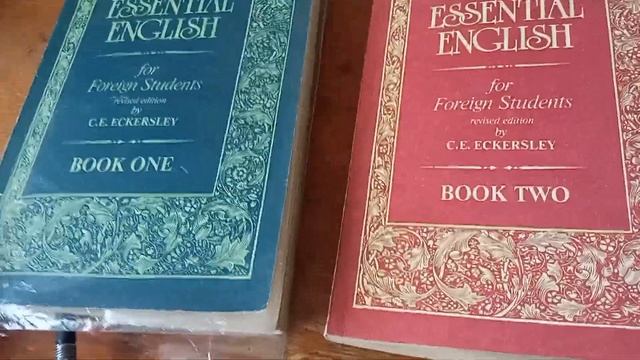 ESSENTIAL
ENGLISH
for
Foreign Students
revised edition
by
C.E. ECKERSLEY
BOOK ONE
ESSENTIAL
ENGLISH
for
Foreign Students
revised edition
by
C.E. ECKERSLEY
BOOK TWO